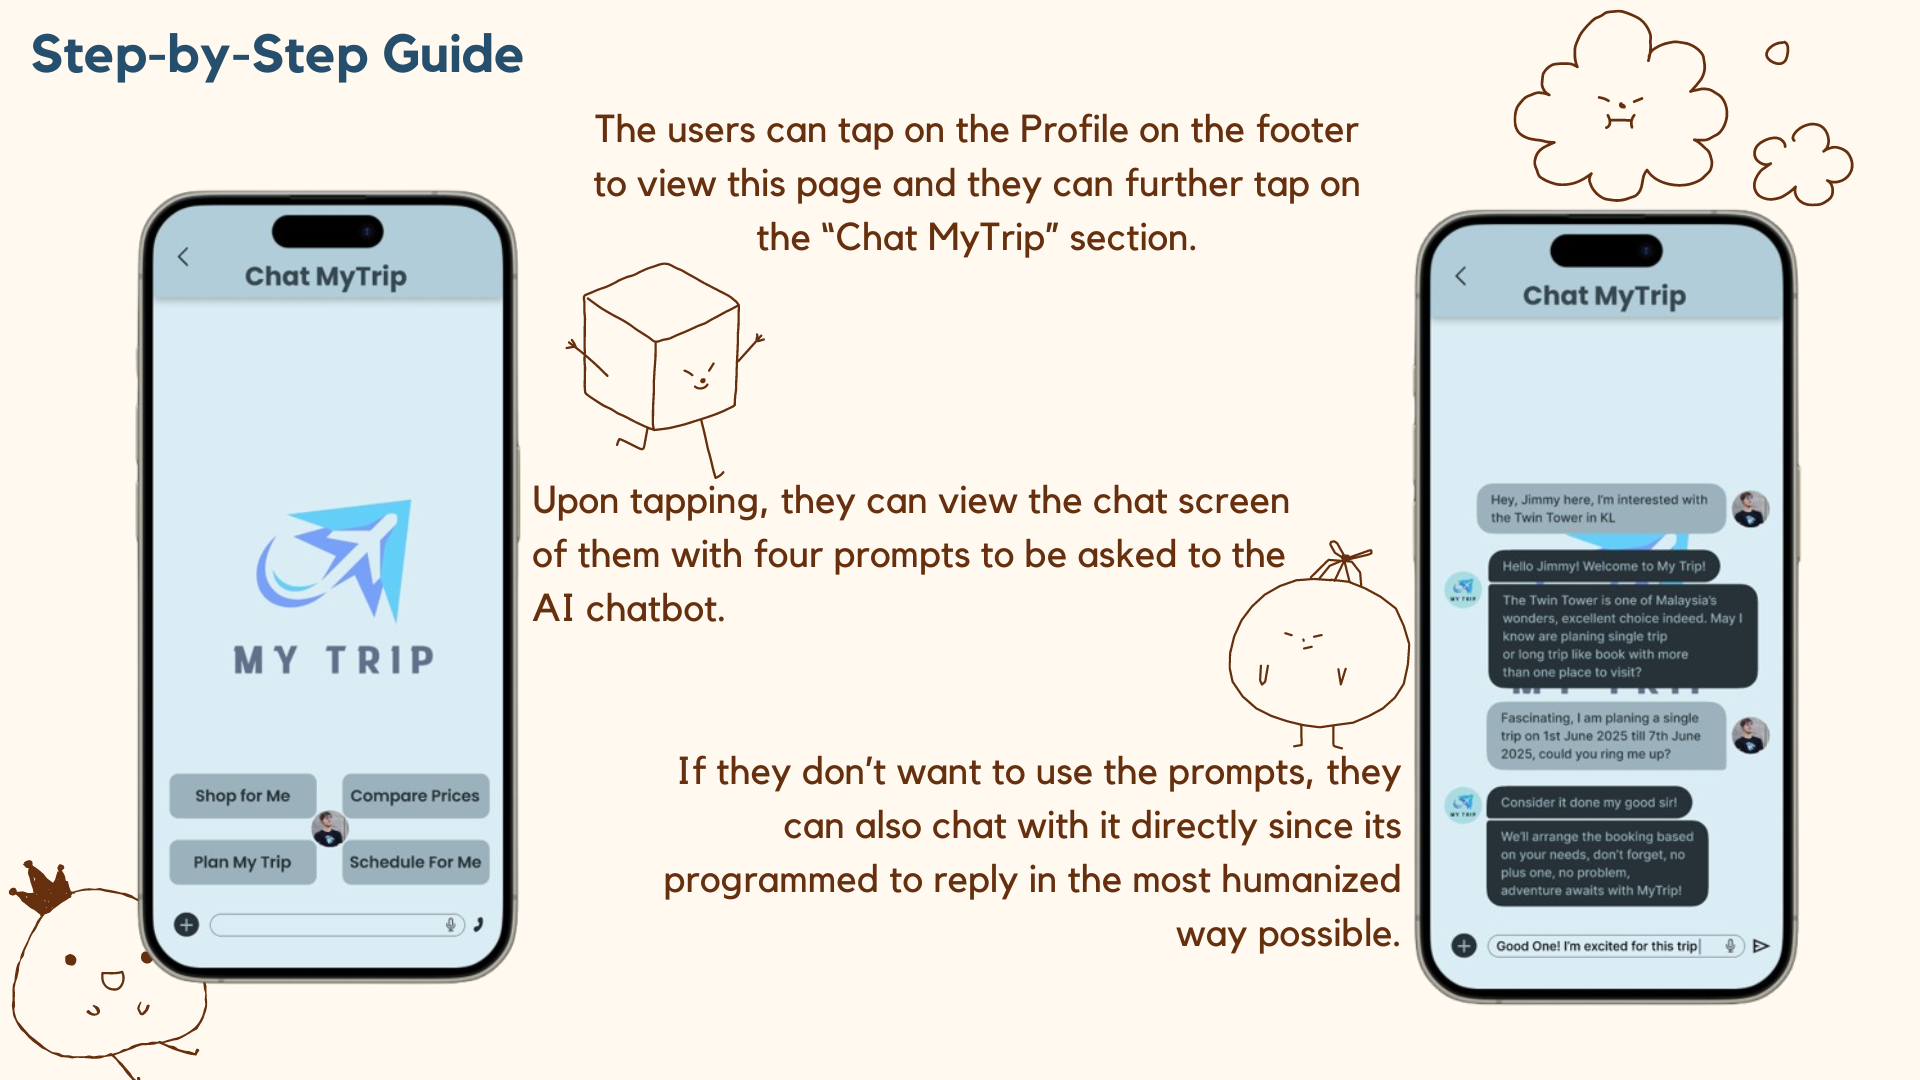 Step-by-Step Guide
The users can tap on the Profile on the footer
to view this page and they can further tap on
the “Chat MyTrip” section.
Chat MyTrip
MY TRIP
Shop for Me
Compare Prices
Plan My Trip
Schedule For Me
Upon tapping, they can view the chat screen
of them with four prompts to be asked to the
AI chatbot.
If they don’t want to use the prompts, they
can also chat with it directly since its
programmed to reply in the most humanized
way possible.
Chat MyTrip
Hey, Jimmy here, I'm interested with
the Twin Tower in KL
Hello Jimmy! Welcome to My Trip!
MY TRIP
The Twin Tower is one of Malaysia's
wonders, excellent choice indeed. May I
know are planing single trip
or long trip like book with more
than one place to visit?
MY TRIP
Fascinating, I am planing a single
trip on 1st June 2025 till 7th June
2025, could you ring me up?
Consider it done my good sir!
MY TRIP
We'll arrange the booking based
on your needs, don't forget, no
plus one, no problem,
adventure awaits with MyTrip!
Good One! I'm excited for this trip